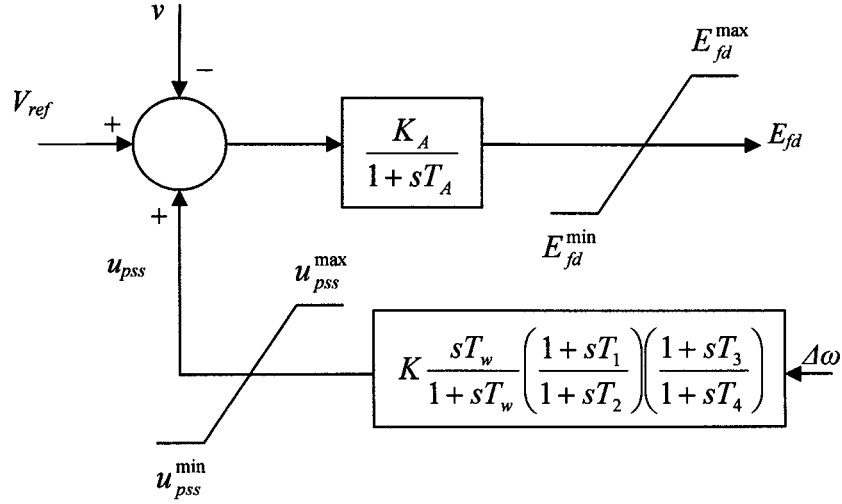 v
−
V_ref
+
K_A / (1 + sT_A)
E_fd^max
E_fd
+
E_fd^min
u_pss
u_pss^max
K sT_w / (1 + sT_w) ((1 + sT_1) / (1 + sT_2)) ((1 + sT_3) / (1 + sT_4))
Δω
u_pss^min